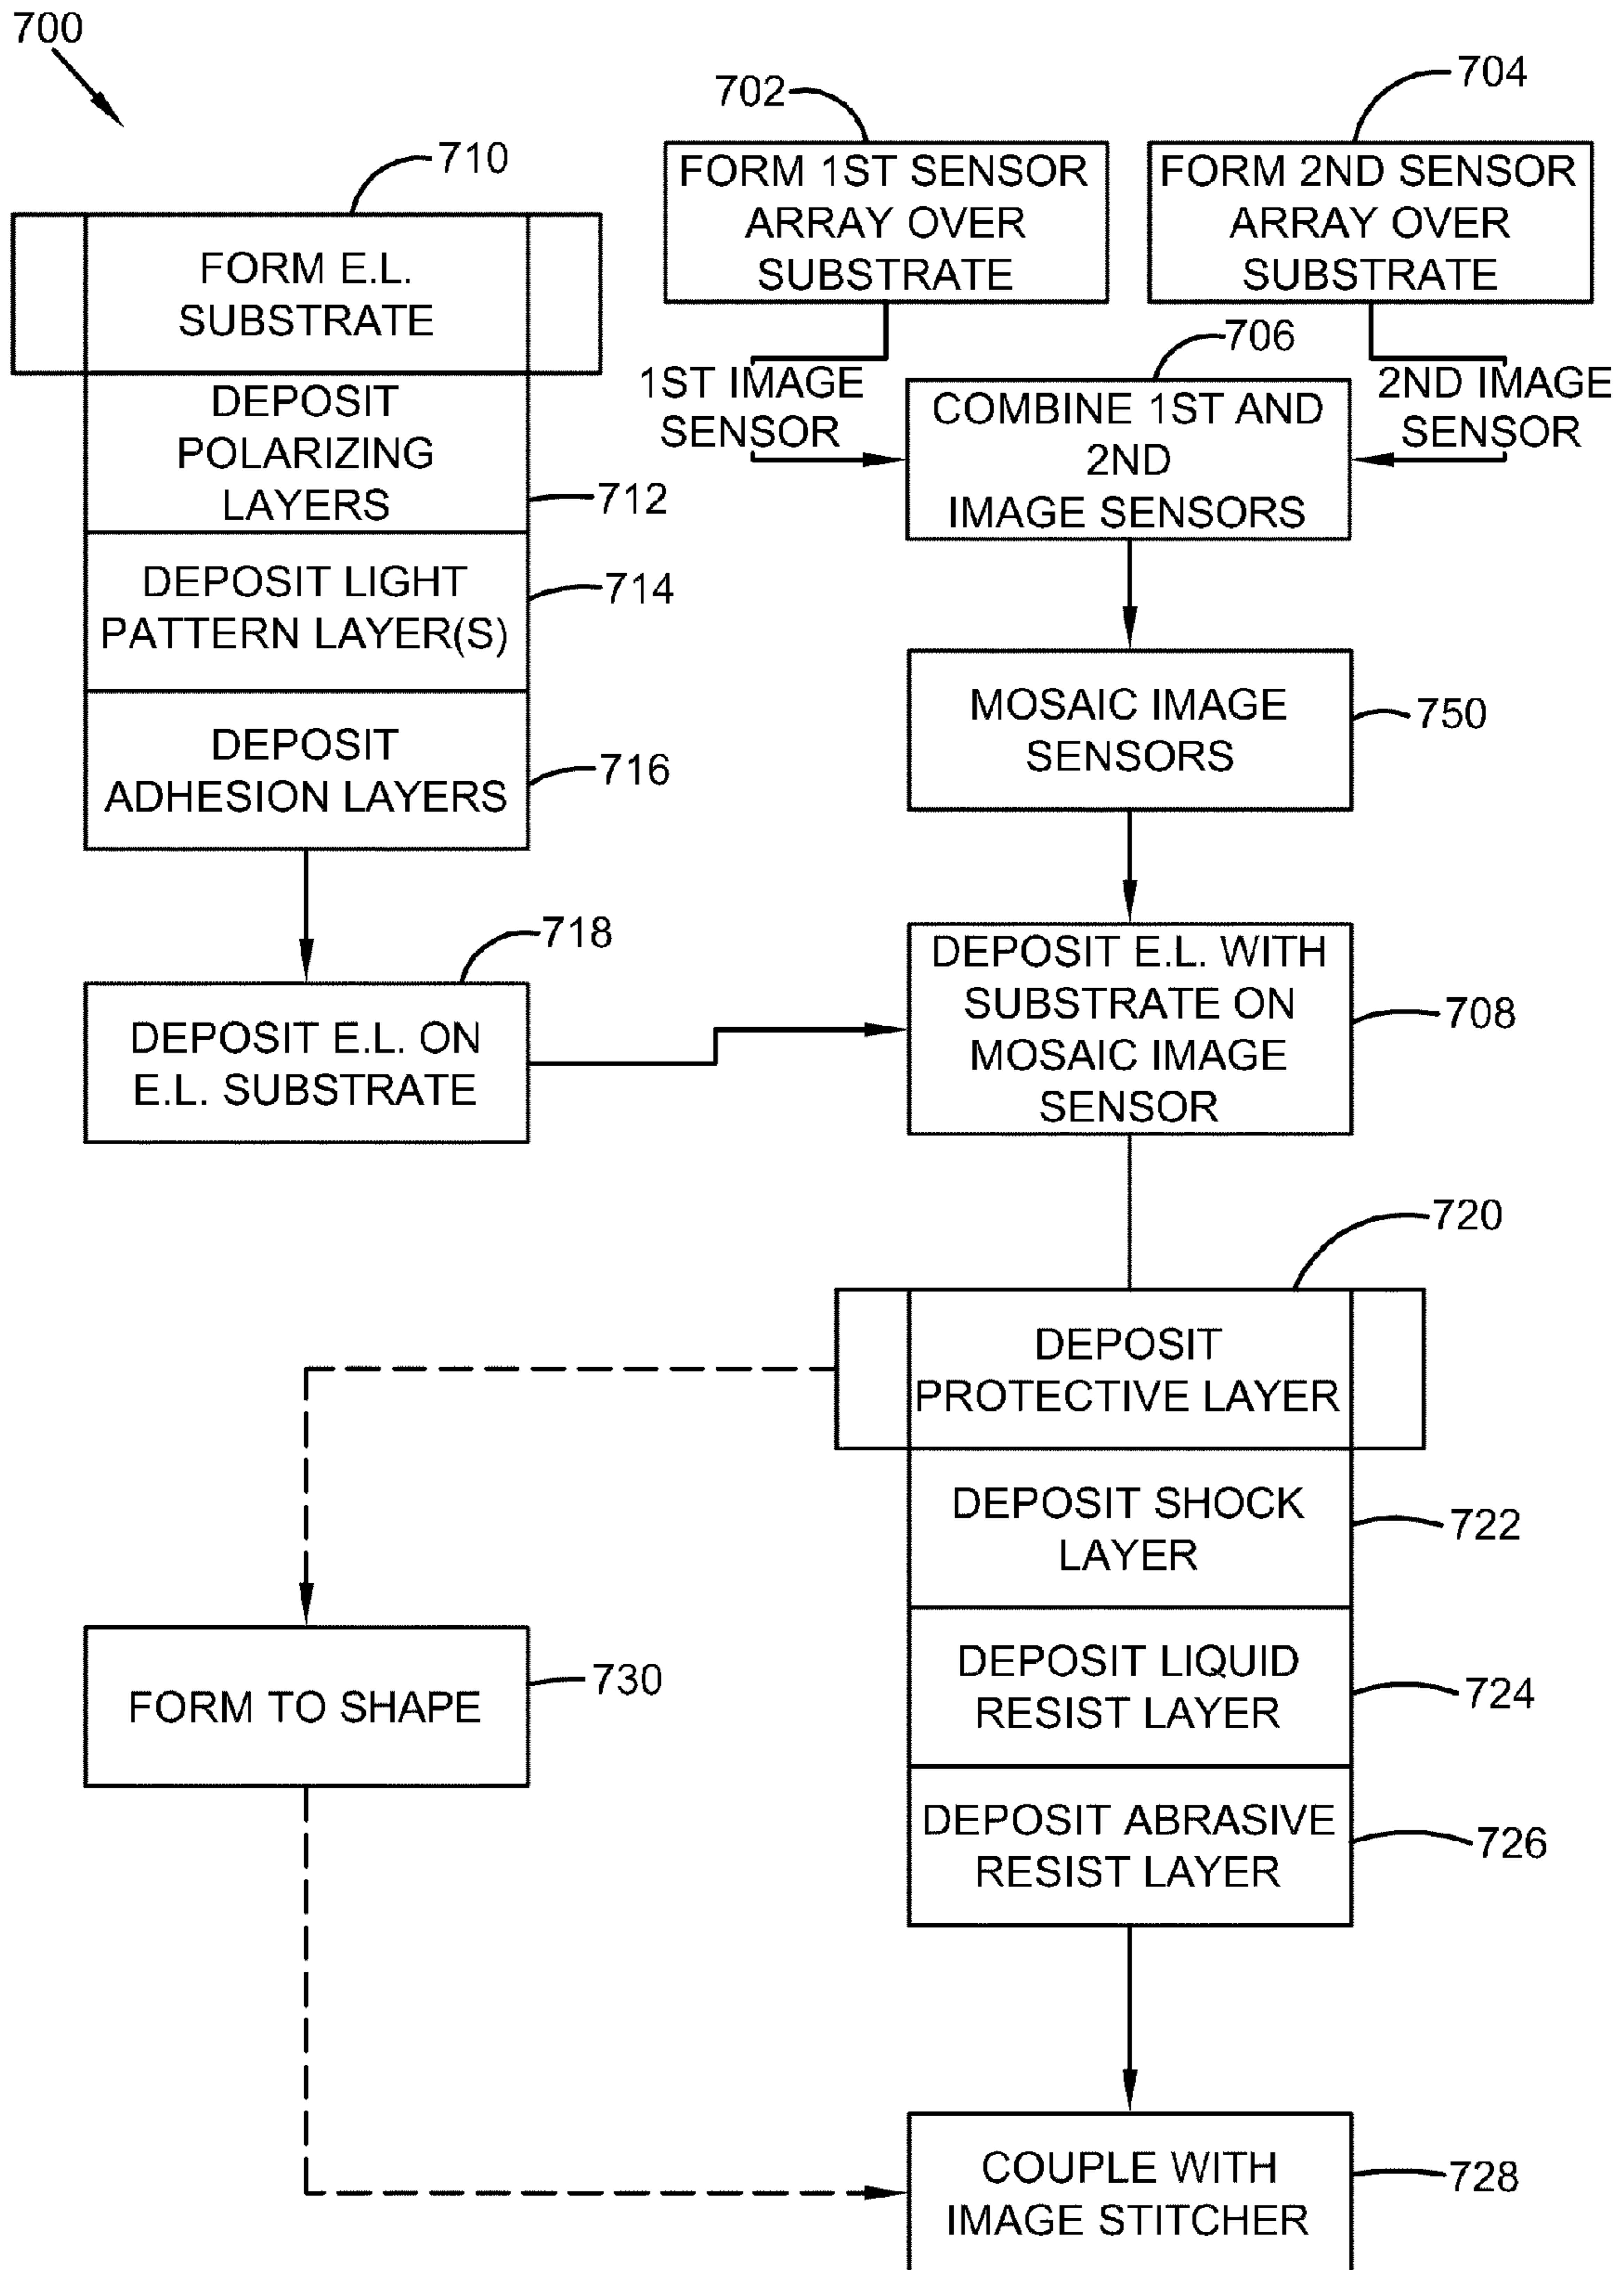 700
702
704
710
FORM 1ST SENSOR
ARRAY OVER
SUBSTRATE
FORM 2ND SENSOR
ARRAY OVER
SUBSTRATE
FORM E.L.
SUBSTRATE
706
1ST IMAGE
SENSOR
2ND IMAGE
SENSOR
COMBINE 1ST AND
2ND
IMAGE SENSORS
DEPOSIT
POLARIZING
LAYERS
712
DEPOSIT LIGHT
PATTERN LAYER(S)
714
MOSAIC IMAGE
SENSORS
750
DEPOSIT
ADHESION LAYERS
716
718
DEPOSIT E.L. ON
E.L. SUBSTRATE
DEPOSIT E.L. WITH
SUBSTRATE ON
MOSAIC IMAGE
SENSOR
708
720
DEPOSIT
PROTECTIVE LAYER
DEPOSIT SHOCK
LAYER
722
FORM TO SHAPE
730
DEPOSIT LIQUID
RESIST LAYER
724
DEPOSIT ABRASIVE
RESIST LAYER
726
COUPLE WITH
IMAGE STITCHER
728